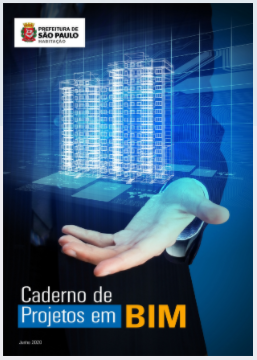 PREFEITURA DE
SÃO PAULO
HABITAÇÃO
Caderno de
Projetos em BIM
Junho 2020